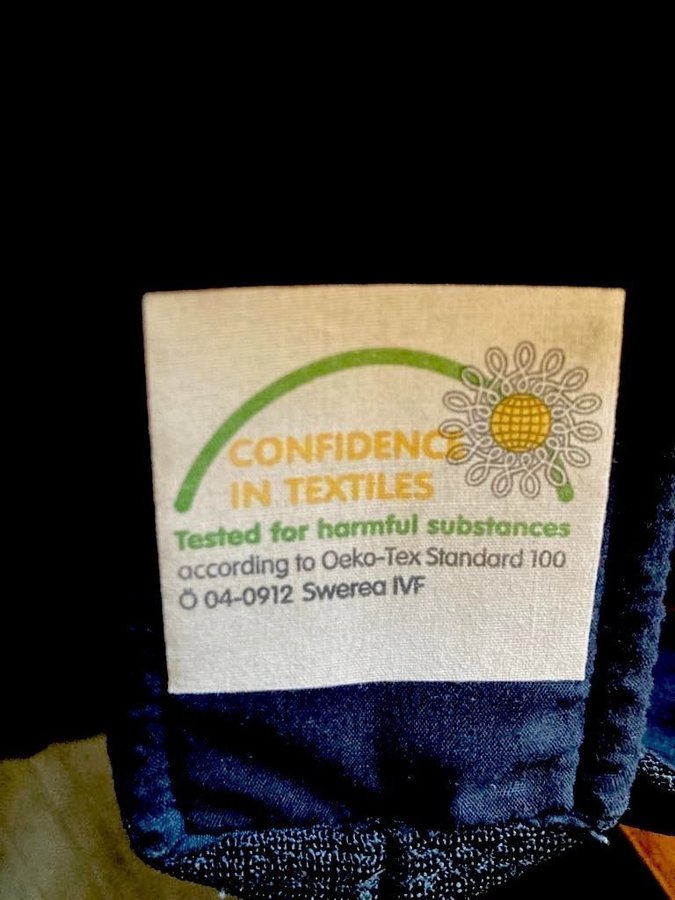 CONFIDENCE
IN TEXTILES
Tested for harmful substances
according to Oeko-Tex Standard 100
Ö 04-0912 Swerea IVF